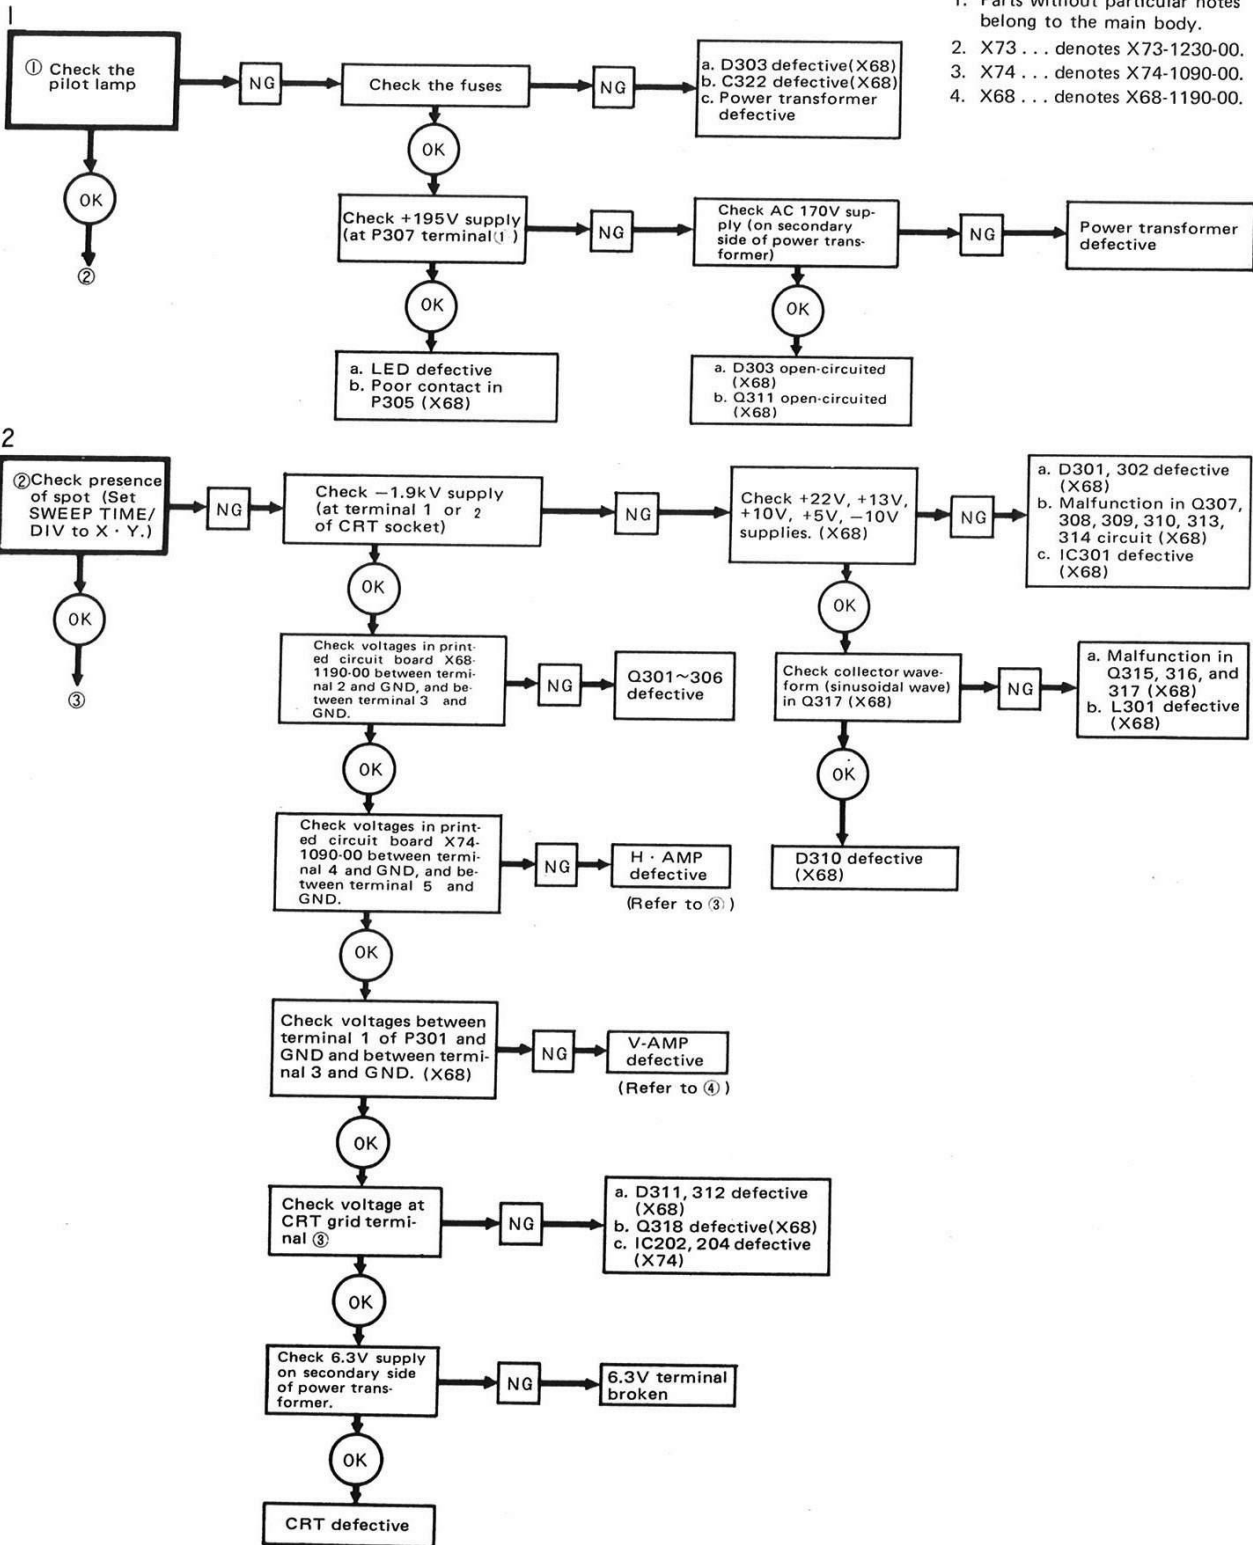 1
1. Parts without particular notes
belong to the main body.
2. X73 . . . denotes X73-1230-00.
3. X74 . . . denotes X74-1090-00.
4. X68 . . . denotes X68-1190-00.
① Check the
pilot lamp
NG
Check the fuses
NG
a. D303 defective(X68)
b. C322 defective(X68)
c. Power transformer
defective
OK
②
OK
Check +195V supply
(at P307 terminal①)
NG
Check AC 170V sup-
ply (on secondary
side of power trans-
former)
NG
Power transformer
defective
OK
a. LED defective
b. Poor contact in
P305 (X68)
OK
a. D303 open-circuited
(X68)
b. Q311 open-circuited
(X68)
2
②Check presence
of spot (Set
SWEEP TIME/
DIV to X · Y.)
NG
Check −1.9kV supply
(at terminal 1 or 2
of CRT socket)
NG
Check +22V, +13V,
+10V, +5V, −10V
supplies. (X68)
NG
a. D301, 302 defective
(X68)
b. Malfunction in Q307,
308, 309, 310, 313,
314 circuit (X68)
c. IC301 defective
(X68)
OK
③
OK
OK
Check voltages in print-
ed circuit board X68-
1190-00 between termi-
nal 2 and GND, and be-
tween terminal 3 and
GND.
NG
Q301~306
defective
Check collector wave-
form (sinusoidal wave)
in Q317 (X68)
NG
a. Malfunction in
Q315, 316, and
317 (X68)
b. L301 defective
(X68)
OK
OK
D310 defective
(X68)
Check voltages in print-
ed circuit board X74-
1090-00 between termi-
nal 4 and GND, and be-
tween terminal 5 and
GND.
NG
H · AMP
defective
(Refer to ③)
OK
Check voltages between
terminal 1 of P301 and
GND and between termi-
nal 3 and GND. (X68)
NG
V-AMP
defective
(Refer to ④)
OK
Check voltage at
CRT grid termi-
nal ③
NG
a. D311, 312 defective
(X68)
b. Q318 defective(X68)
c. IC202, 204 defective
(X74)
OK
Check 6.3V supply
on secondary side
of power trans-
former.
NG
6.3V terminal
broken
OK
CRT defective